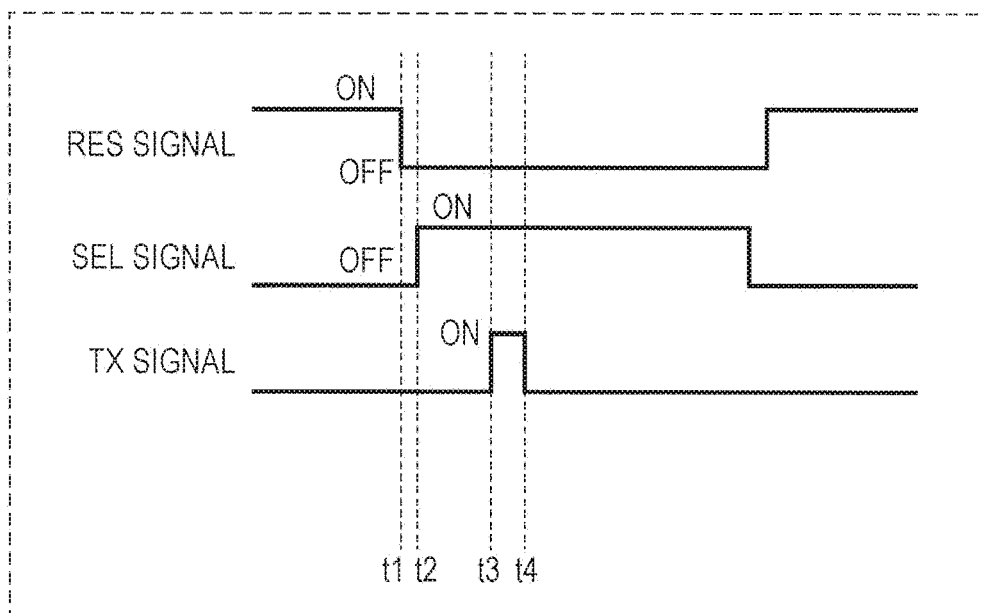 ON
RES SIGNAL
OFF
ON
SEL SIGNAL
OFF
ON
TX SIGNAL
t1 t2 t3 t4